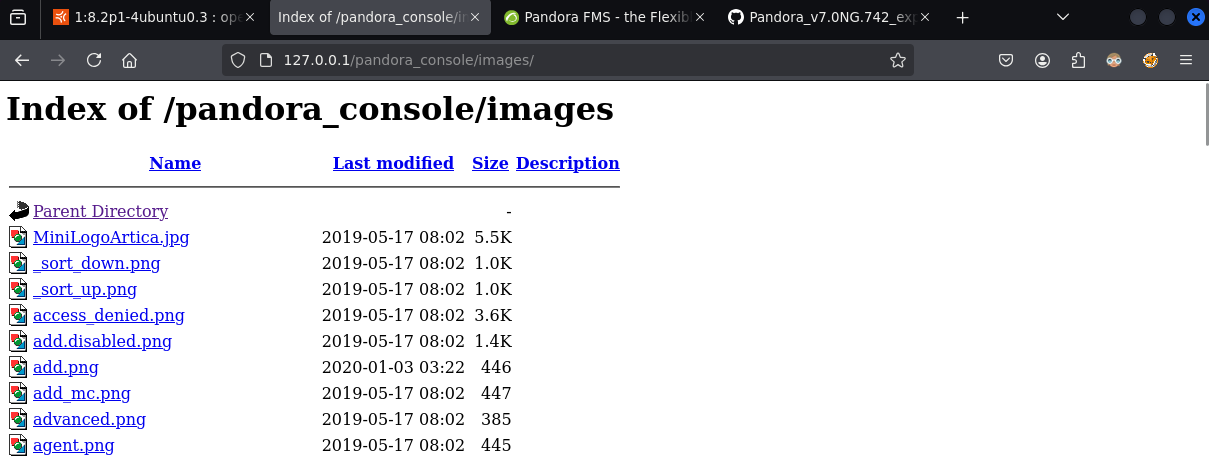 1:8.2p1-4ubuntu0.3 : ope
Index of /pandora_console/i
Pandora FMS - the Flexib
Pandora_v7.0NG.742_exp
127.0.0.1/pandora_console/images/
Index of /pandora_console/images
Name Last modified Size Description
Parent Directory -
MiniLogoArtica.jpg 2019-05-17 08:02 5.5K
_sort_down.png 2019-05-17 08:02 1.0K
_sort_up.png 2019-05-17 08:02 1.0K
access_denied.png 2019-05-17 08:02 3.6K
add.disabled.png 2019-05-17 08:02 1.4K
add.png 2020-01-03 03:22 446
add_mc.png 2019-05-17 08:02 447
advanced.png 2019-05-17 08:02 385
agent.png 2019-05-17 08:02 445